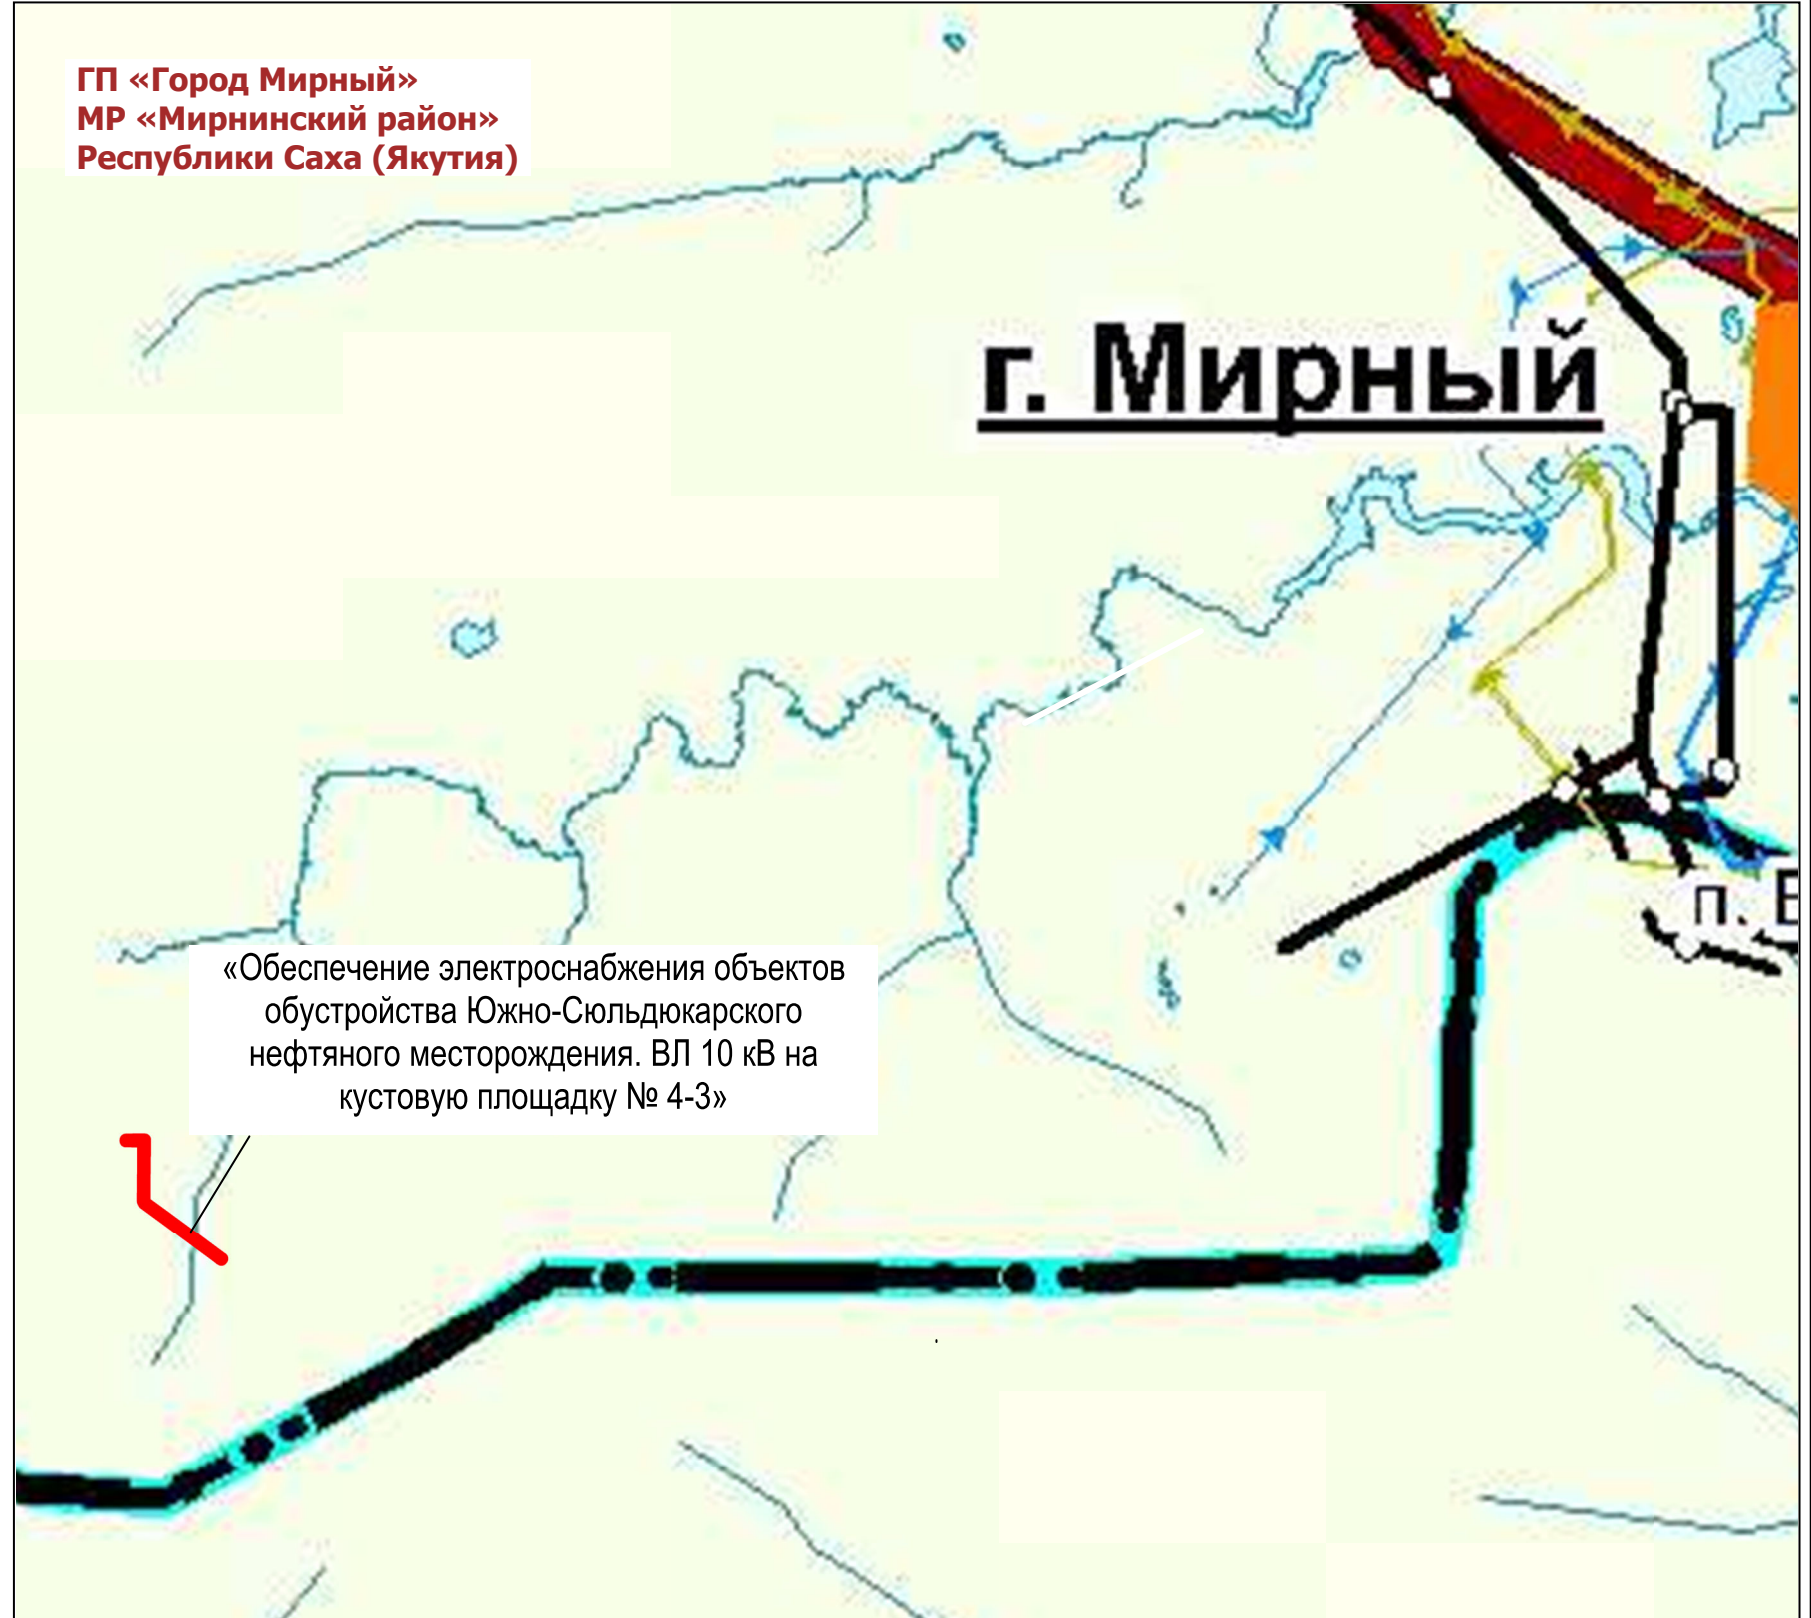 ГП «Город Мирный»
МР «Мирнинский район»
Республики Саха (Якутия)
г. Мирный
п. В
«Обеспечение электроснабжения объектов
обустройства Южно-Сюльдюкарского
нефтяного месторождения. ВЛ 10 кВ на
кустовую площадку № 4-3»